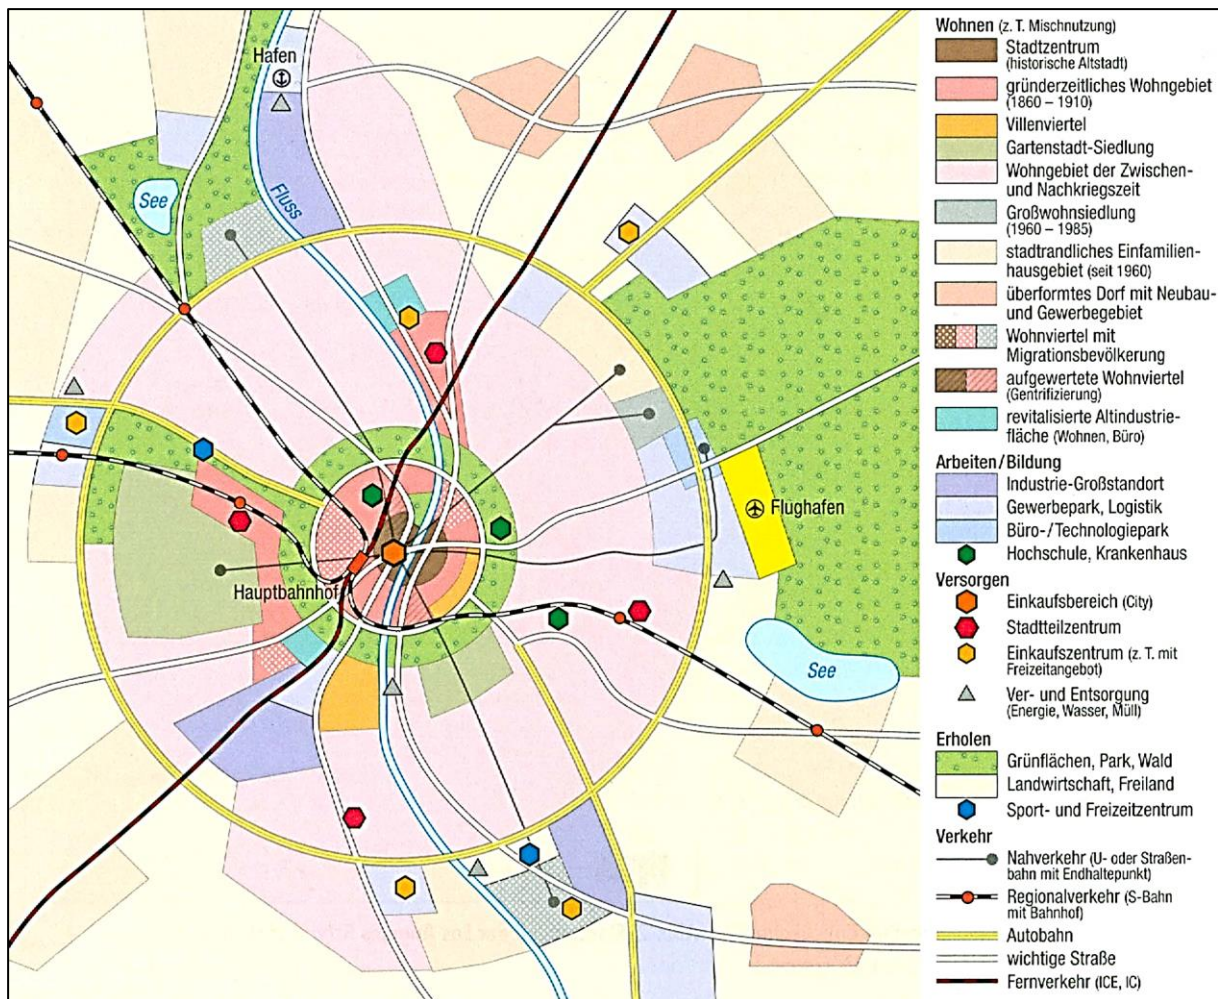 Hafen
Fluss
See
Flughafen
Hauptbahnhof
See
Wohnen (z. T. Mischnutzung)
Stadtzentrum
(historische Altstadt)
gründerzeitliches Wohngebiet
(1860 – 1910)
Villenviertel
Gartenstadt-Siedlung
Wohngebiet der Zwischen-
und Nachkriegszeit
Großwohnsiedlung
(1960 – 1985)
stadtrandliches Einfamilien-
hausgebiet (seit 1960)
überformtes Dorf mit Neubau-
und Gewerbegebiet
Wohnviertel mit
Migrationsbevölkerung
aufgewertete Wohnviertel
(Gentrifizierung)
revitalisierte Altindustrie-
fläche (Wohnen, Büro)
Arbeiten/Bildung
Industrie-Großstandort
Gewerbepark, Logistik
Büro-/Technologiepark
Hochschule, Krankenhaus
Versorgen
Einkaufsbereich (City)
Stadtteilzentrum
Einkaufszentrum (z. T. mit
Freizeitangebot)
Ver- und Entsorgung
(Energie, Wasser, Müll)
Erholen
Grünflächen, Park, Wald
Landwirtschaft, Freiland
Sport- und Freizeitzentrum
Verkehr
Nahverkehr (U- oder Straßen-
bahn mit Endhaltepunkt)
Regionalverkehr (S-Bahn
mit Bahnhof)
Autobahn
wichtige Straße
Fernverkehr (ICE, IC)